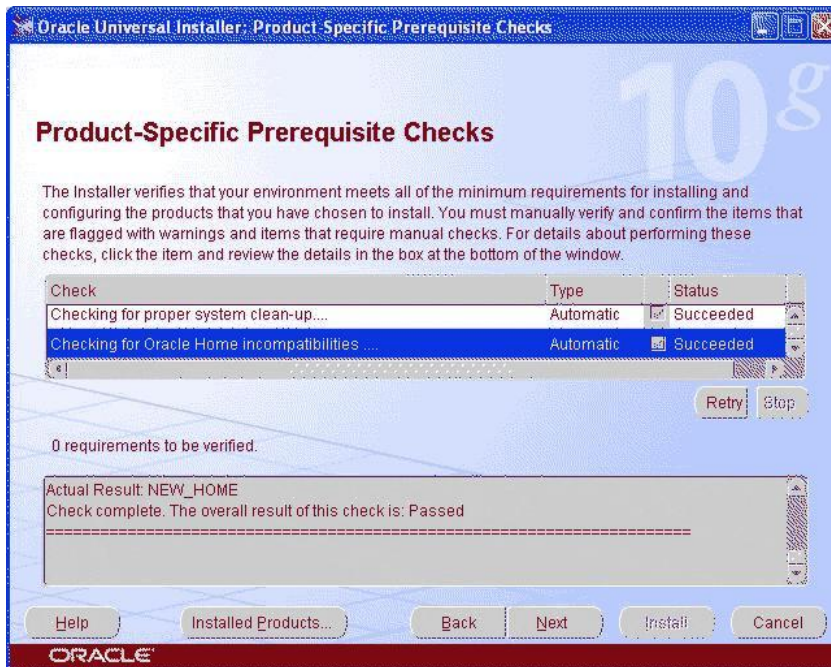 Oracle Universal Installer: Product-Specific Prerequisite Checks
10g
Product-Specific Prerequisite Checks
The Installer verifies that your environment meets all of the minimum requirements for installing and
configuring the products that you have chosen to install. You must manually verify and confirm the items that
are flagged with warnings and items that require manual checks. For details about performing these
checks, click the item and review the details in the box at the bottom of the window.
Check Type Status
Checking for proper system clean-up.... Automatic Succeeded
Checking for Oracle Home incompatibilities .... Automatic Succeeded
Retry Stop
0 requirements to be verified.
Actual Result: NEW_HOME
Check complete. The overall result of this check is: Passed
========================================================================
Help Installed Products... Back Next Install Cancel
ORACLE